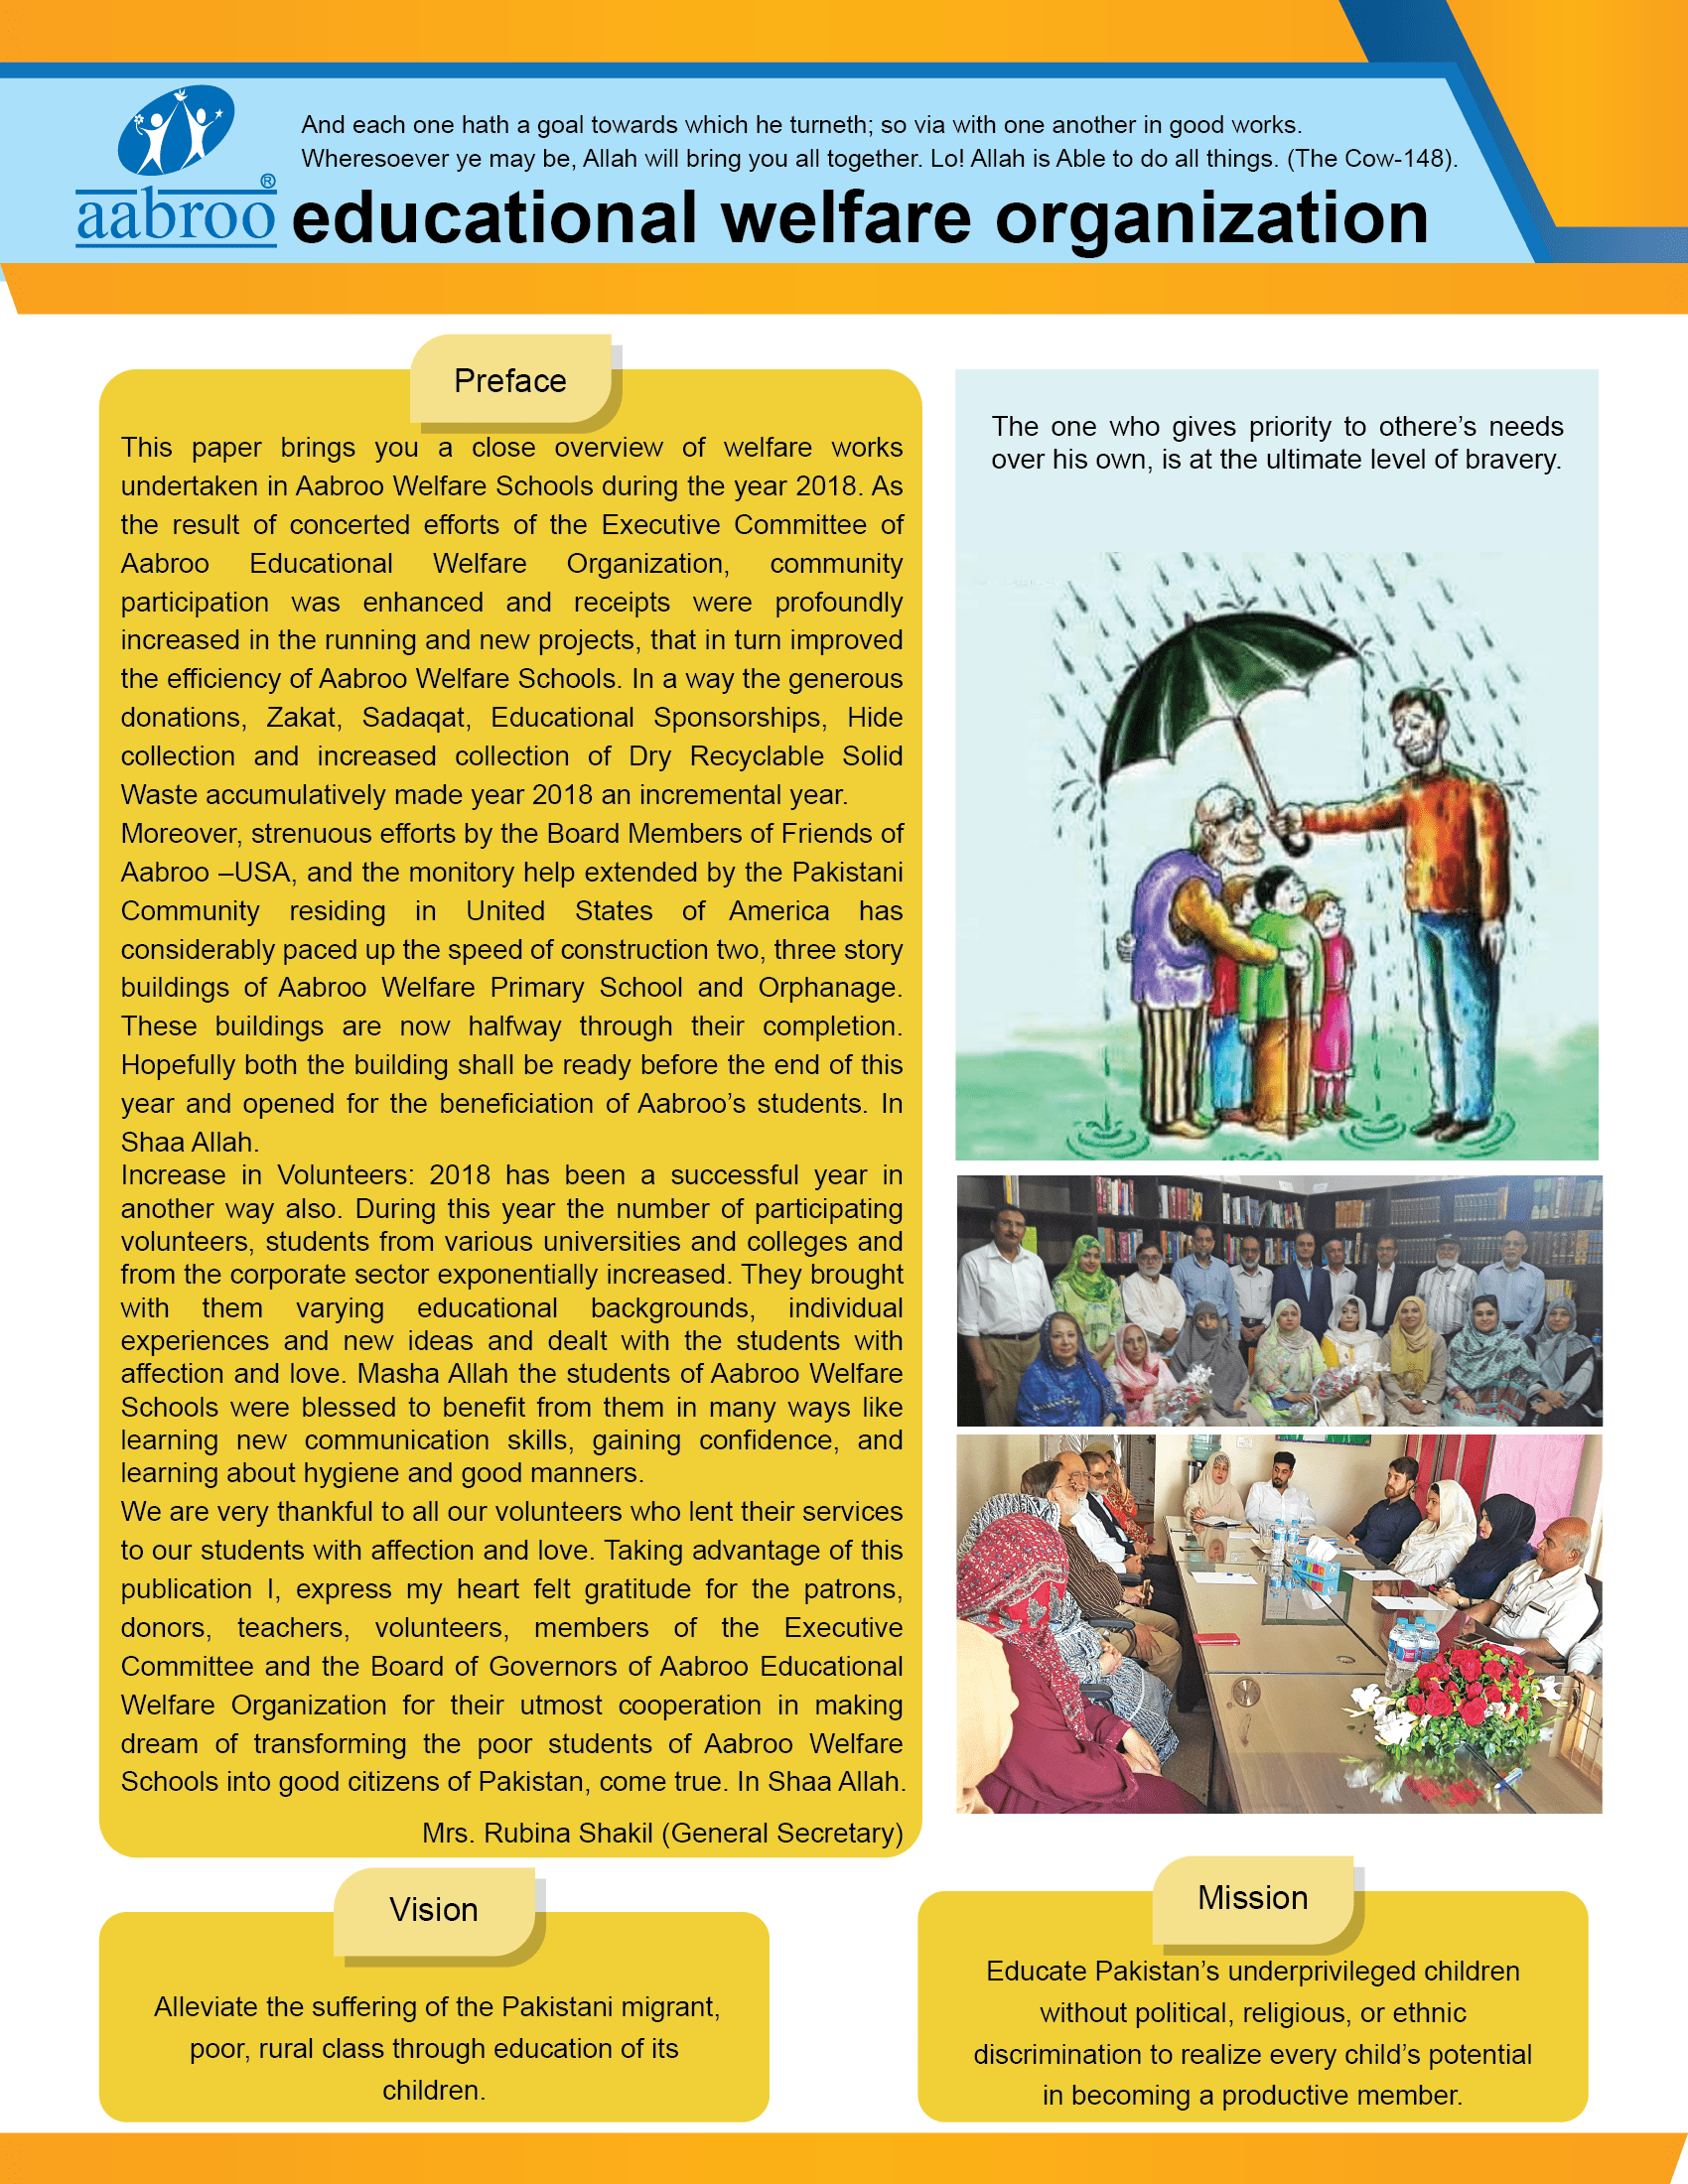 And each one hath a goal towards which he turneth; so via with one another in good works.
Wheresoever ye may be, Allah will bring you all together. Lo! Allah is Able to do all things. (The Cow-148).
aabroo® educational welfare organization
Preface
This paper brings you a close overview of welfare works
undertaken in Aabroo Welfare Schools during the year 2018. As
the result of concerted efforts of the Executive Committee of
Aabroo Educational Welfare Organization, community
participation was enhanced and receipts were profoundly
increased in the running and new projects, that in turn improved
the efficiency of Aabroo Welfare Schools. In a way the generous
donations, Zakat, Sadaqat, Educational Sponsorships, Hide
collection and increased collection of Dry Recyclable Solid
Waste accumulatively made year 2018 an incremental year.
Moreover, strenuous efforts by the Board Members of Friends of
Aabroo –USA, and the monitory help extended by the Pakistani
Community residing in United States of America has
considerably paced up the speed of construction two, three story
buildings of Aabroo Welfare Primary School and Orphanage.
These buildings are now halfway through their completion.
Hopefully both the building shall be ready before the end of this
year and opened for the beneficiation of Aabroo’s students. In
Shaa Allah.
Increase in Volunteers: 2018 has been a successful year in
another way also. During this year the number of participating
volunteers, students from various universities and colleges and
from the corporate sector exponentially increased. They brought
with them varying educational backgrounds, individual
experiences and new ideas and dealt with the students with
affection and love. Masha Allah the students of Aabroo Welfare
Schools were blessed to benefit from them in many ways like
learning new communication skills, gaining confidence, and
learning about hygiene and good manners.
We are very thankful to all our volunteers who lent their services
to our students with affection and love. Taking advantage of this
publication I, express my heart felt gratitude for the patrons,
donors, teachers, volunteers, members of the Executive
Committee and the Board of Governors of Aabroo Educational
Welfare Organization for their utmost cooperation in making
dream of transforming the poor students of Aabroo Welfare
Schools into good citizens of Pakistan, come true. In Shaa Allah.
Mrs. Rubina Shakil (General Secretary)
The one who gives priority to othere’s needs
over his own, is at the ultimate level of bravery.
Vision
Alleviate the suffering of the Pakistani migrant,
poor, rural class through education of its
children.
Mission
Educate Pakistan’s underprivileged children
without political, religious, or ethnic
discrimination to realize every child’s potential
in becoming a productive member.